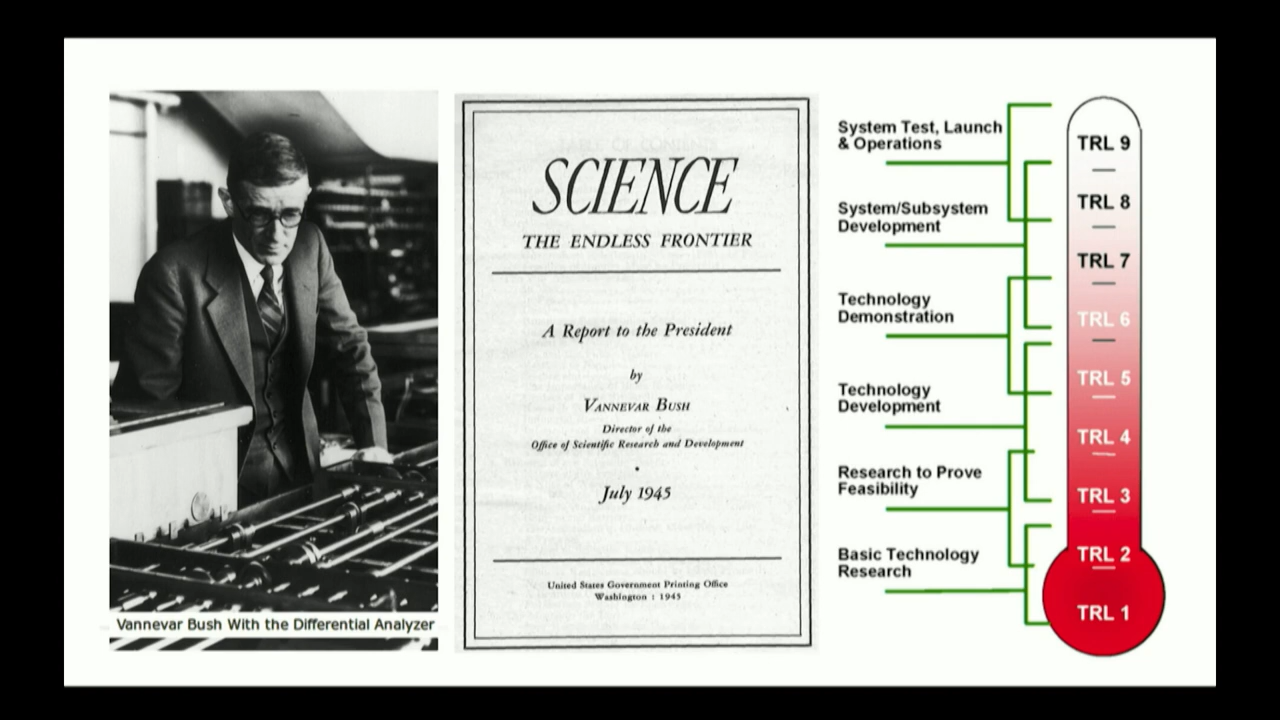 Vannevar Bush With the Differential Analyzer
SCIENCE
THE ENDLESS FRONTIER
A Report to the President
by
VANNEVAR BUSH
Director of the
Office of Scientific Research and Development
July 1945
United States Government Printing Office
Washington : 1945
System Test, Launch
& Operations
System/Subsystem
Development
Technology
Demonstration
Technology
Development
Research to Prove
Feasibility
Basic Technology
Research
TRL 9
TRL 8
TRL 7
TRL 6
TRL 5
TRL 4
TRL 3
TRL 2
TRL 1